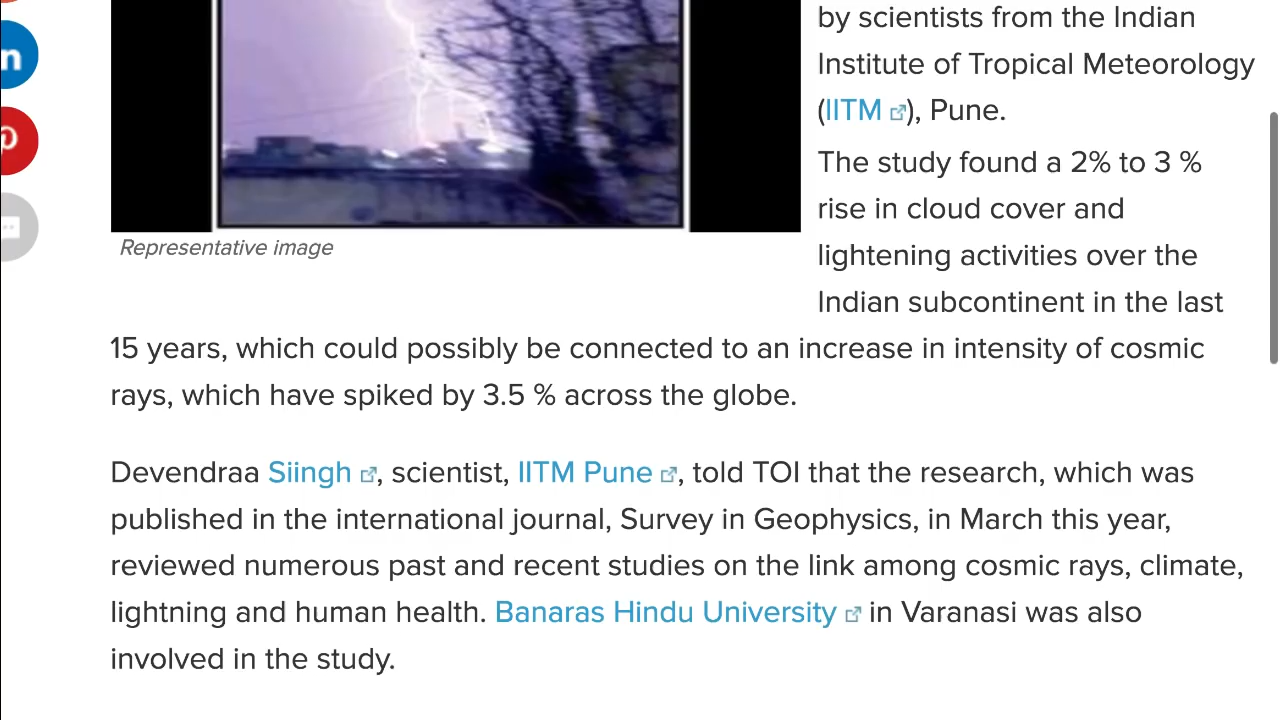 by scientists from the Indian
Institute of Tropical Meteorology
(IITM), Pune.
The study found a 2% to 3 %
rise in cloud cover and
lightening activities over the
Indian subcontinent in the last
Representative image
15 years, which could possibly be connected to an increase in intensity of cosmic
rays, which have spiked by 3.5 % across the globe.
Devendraa Siingh, scientist, IITM Pune, told TOI that the research, which was
published in the international journal, Survey in Geophysics, in March this year,
reviewed numerous past and recent studies on the link among cosmic rays, climate,
lightning and human health. Banaras Hindu University in Varanasi was also
involved in the study.